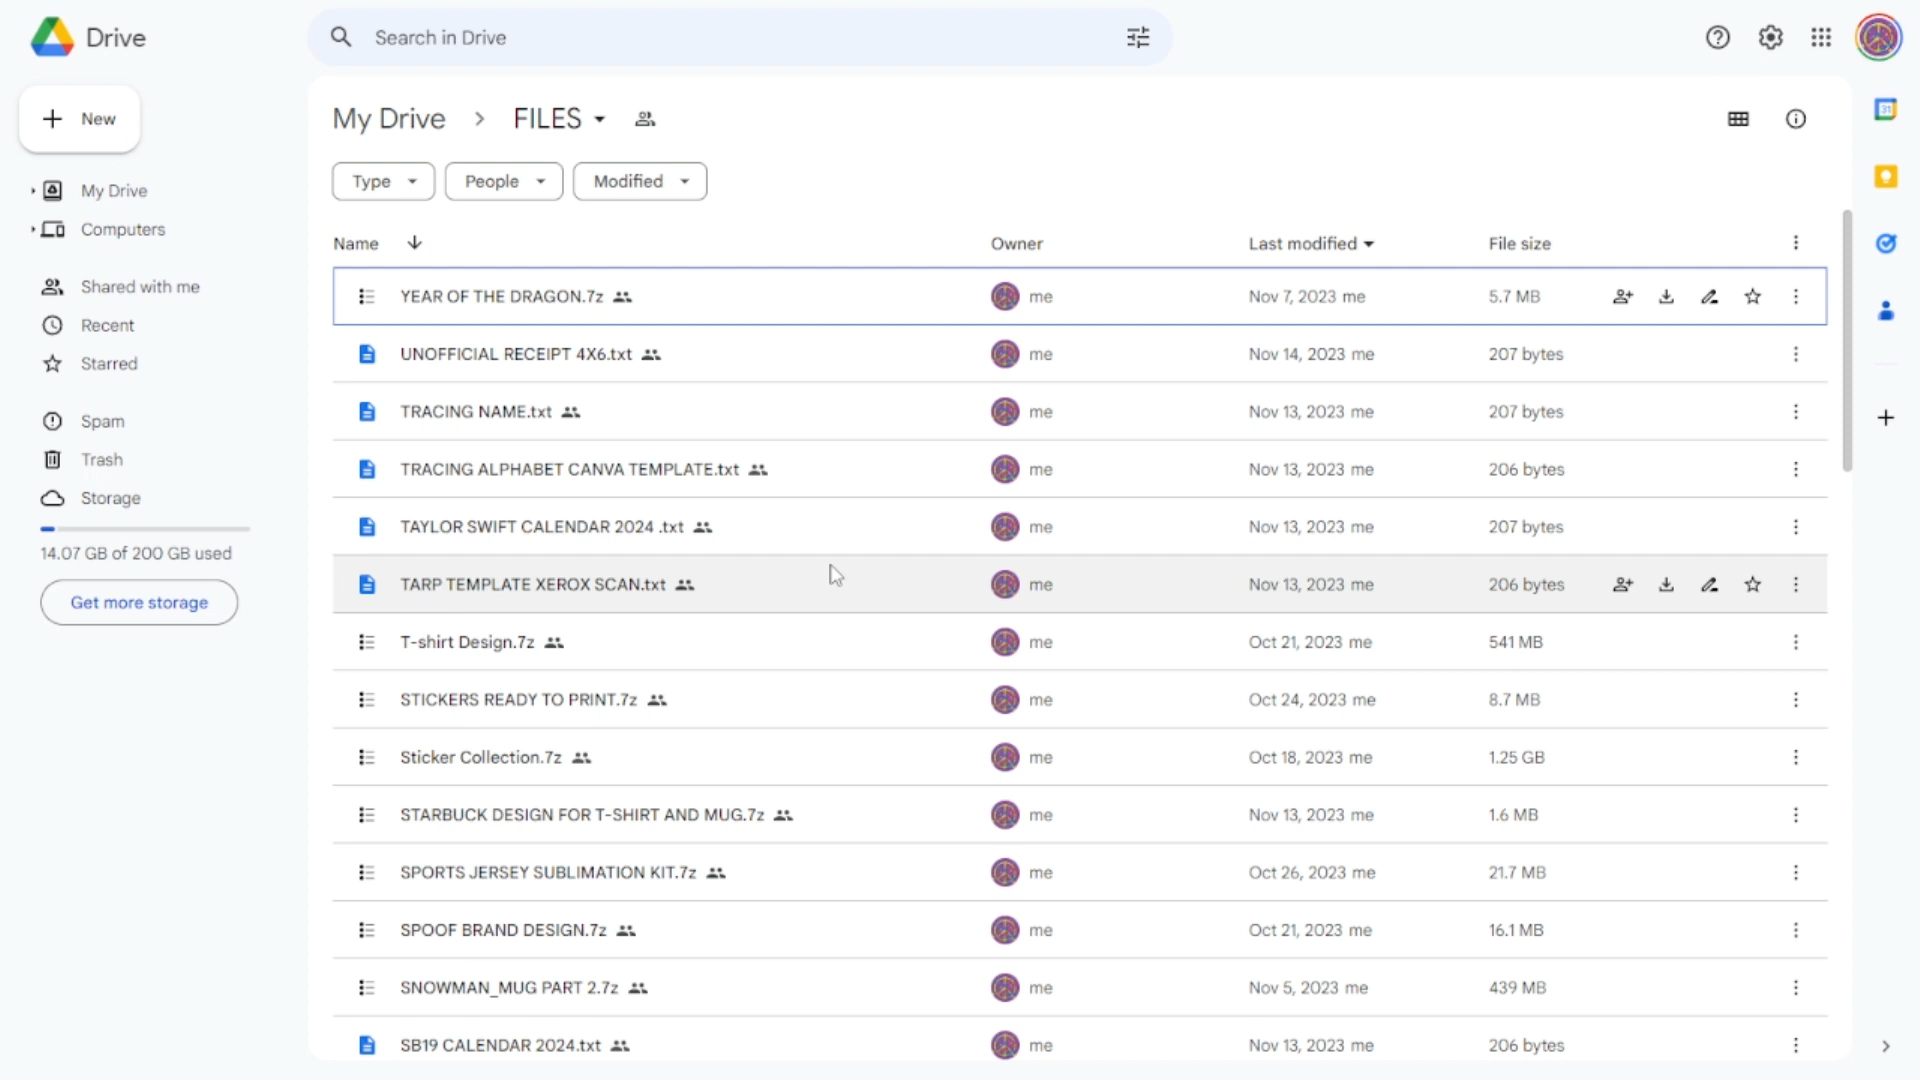 Drive
Search in Drive
New
My Drive
Computers
Shared with me
Recent
Starred
Spam
Trash
Storage
14.07 GB of 200 GB used
Get more storage
My Drive > FILES
Type People Modified
Name Owner Last modified File size
YEAR OF THE DRAGON.7z me Nov 7, 2023 me 5.7 MB
UNOFFICIAL RECEIPT 4X6.txt me Nov 14, 2023 me 207 bytes
TRACING NAME.txt me Nov 13, 2023 me 207 bytes
TRACING ALPHABET CANVA TEMPLATE.txt me Nov 13, 2023 me 206 bytes
TAYLOR SWIFT CALENDAR 2024 .txt me Nov 13, 2023 me 207 bytes
TARP TEMPLATE XEROX SCAN.txt me Nov 13, 2023 me 206 bytes
T-shirt Design.7z me Oct 21, 2023 me 541 MB
STICKERS READY TO PRINT.7z me Oct 24, 2023 me 8.7 MB
Sticker Collection.7z me Oct 18, 2023 me 1.25 GB
STARBUCK DESIGN FOR T-SHIRT AND MUG.7z me Nov 13, 2023 me 1.6 MB
SPORTS JERSEY SUBLIMATION KIT.7z me Oct 26, 2023 me 21.7 MB
SPOOF BRAND DESIGN.7z me Oct 21, 2023 me 16.1 MB
SNOWMAN_MUG PART 2.7z me Nov 5, 2023 me 439 MB
SB19 CALENDAR 2024.txt me Nov 13, 2023 me 206 bytes
31